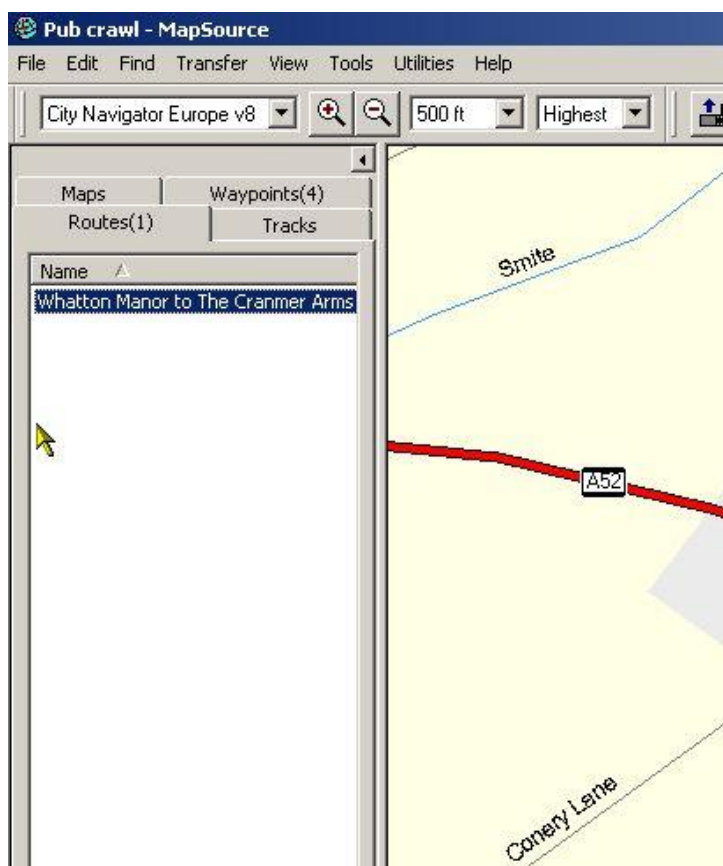 Pub crawl - MapSource
File Edit Find Transfer View Tools Utilities Help
City Navigator Europe v8 500 ft Highest
Maps Waypoints(4)
Routes(1) Tracks
Name
Whatton Manor to The Cranmer Arms
Smite
A52
Conery Lane